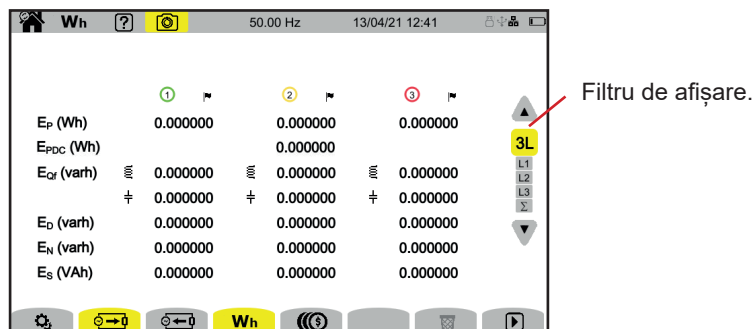 Wh ? 50.00 Hz 13/04/21 12:41
1 2 3
Filtru de afișare.
EP (Wh) 0.000000 0.000000 0.000000
3L
EPDC (Wh) 0.000000
L1
EQf (varh) 0.000000 0.000000 0.000000
L2
L3
0.000000 0.000000 0.000000
Σ
ED (varh) 0.000000 0.000000 0.000000
EN (varh) 0.000000 0.000000 0.000000
ES (VAh) 0.000000 0.000000 0.000000
Wh $